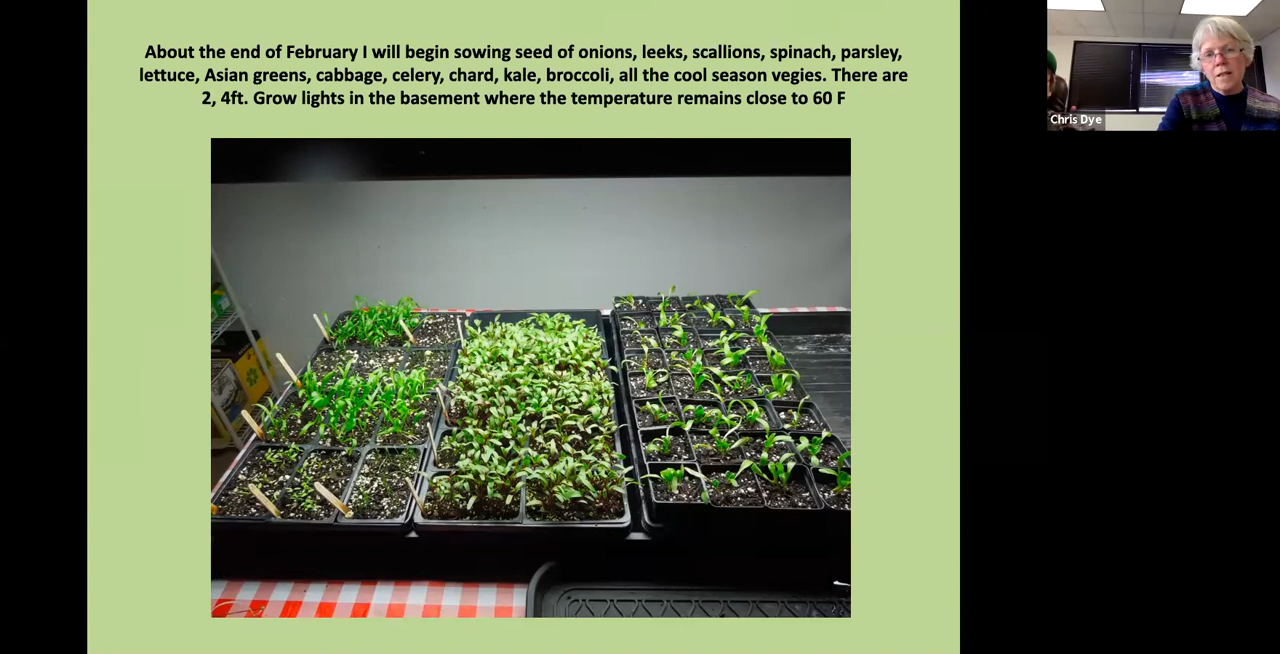 About the end of February I will begin sowing seed of onions, leeks, scallions, spinach, parsley,
lettuce, Asian greens, cabbage, celery, chard, kale, broccoli, all the cool season vegies. There are
2, 4ft. Grow lights in the basement where the temperature remains close to 60 F
Chris Dye